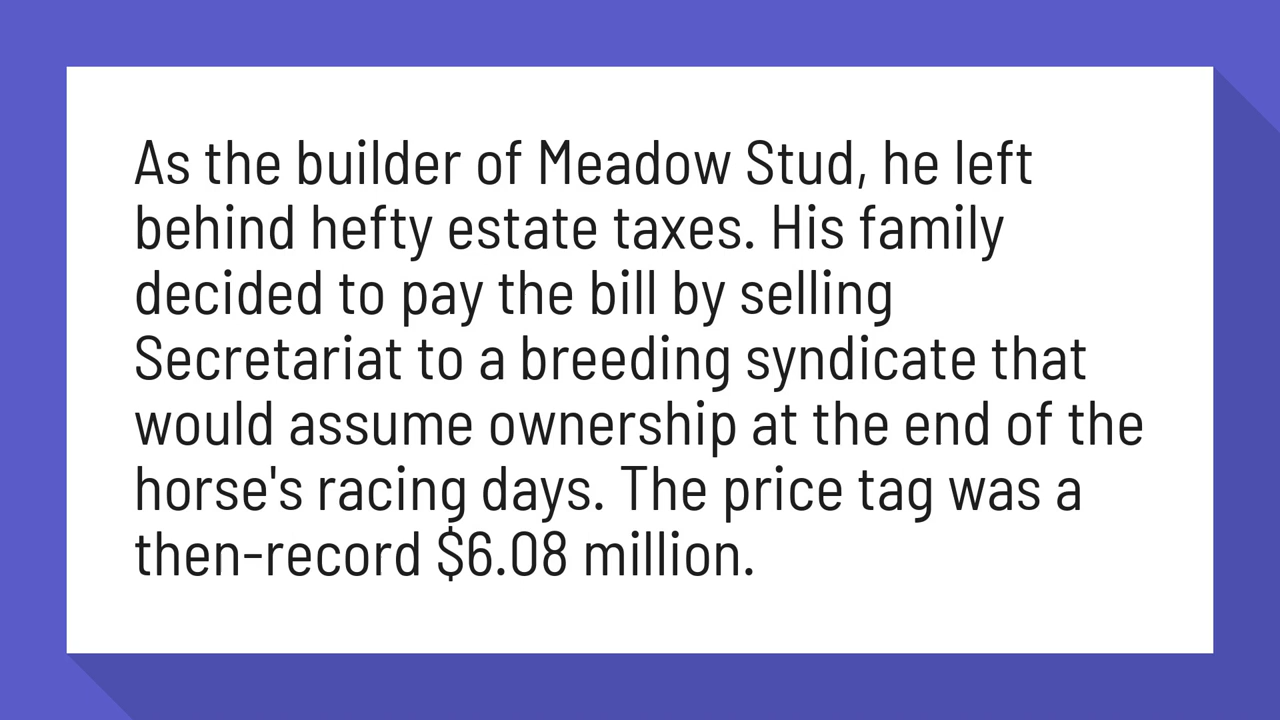 As the builder of Meadow Stud, he left
behind hefty estate taxes. His family
decided to pay the bill by selling
Secretariat to a breeding syndicate that
would assume ownership at the end of the
horse's racing days. The price tag was a
then-record $6.08 million.